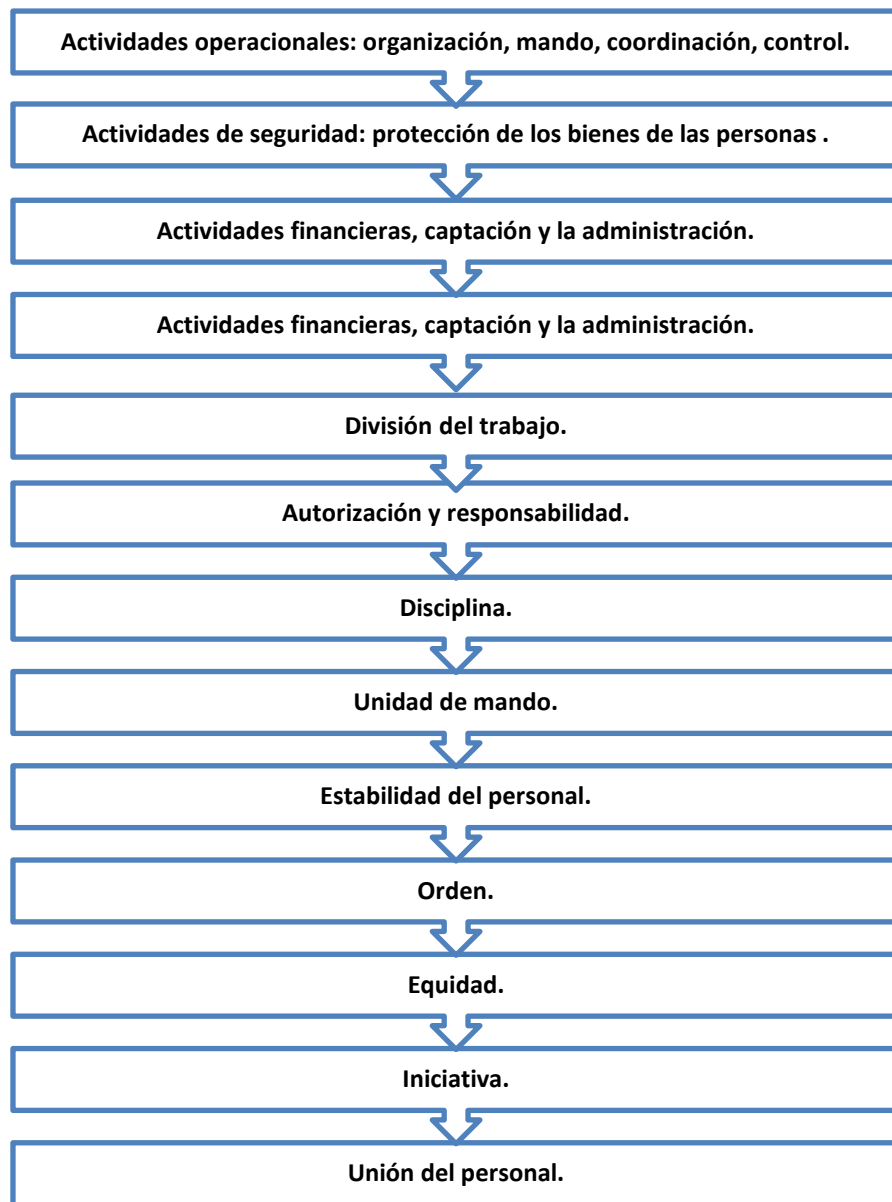 Actividades operacionales: organización, mando, coordinación, control.
Actividades de seguridad: protección de los bienes de las personas .
Actividades financieras, captación y la administración.
Actividades financieras, captación y la administración.
División del trabajo.
Autorización y responsabilidad.
Disciplina.
Unidad de mando.
Estabilidad del personal.
Orden.
Equidad.
Iniciativa.
Unión del personal.